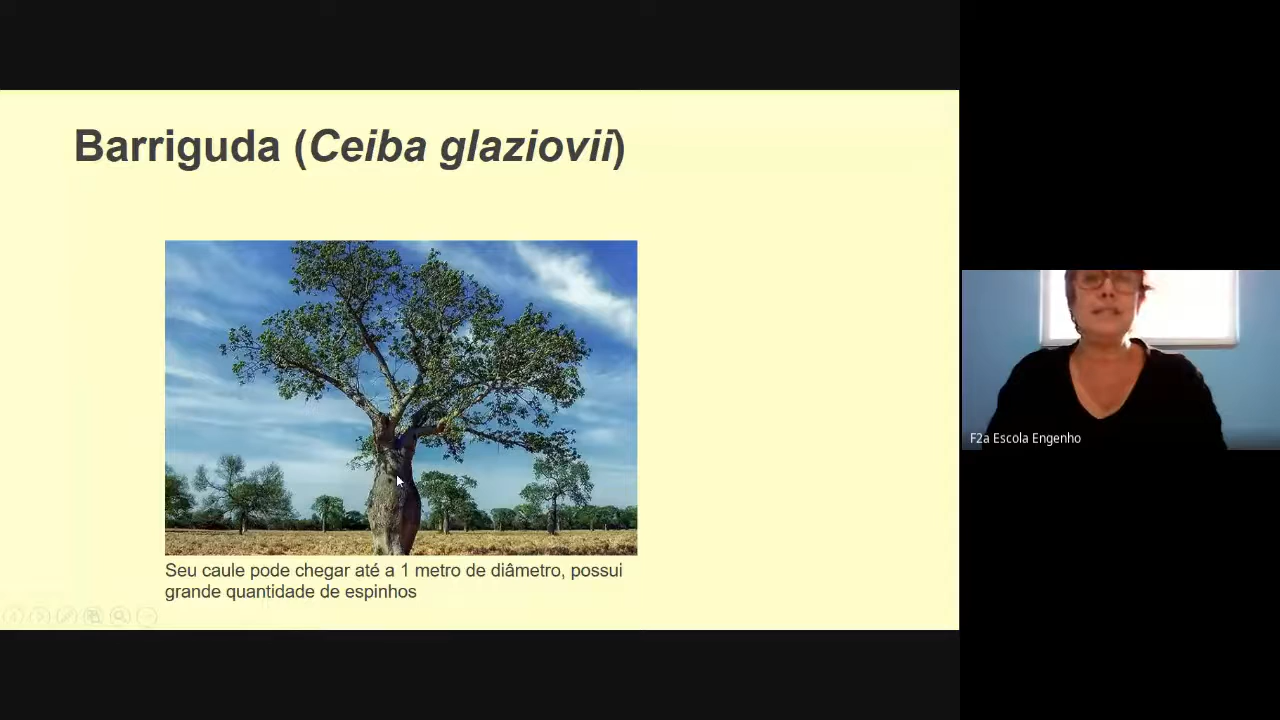 Barriguda (Ceiba glaziovii)
Seu caule pode chegar até a 1 metro de diâmetro, possui
grande quantidade de espinhos
F2a Escola Engenho